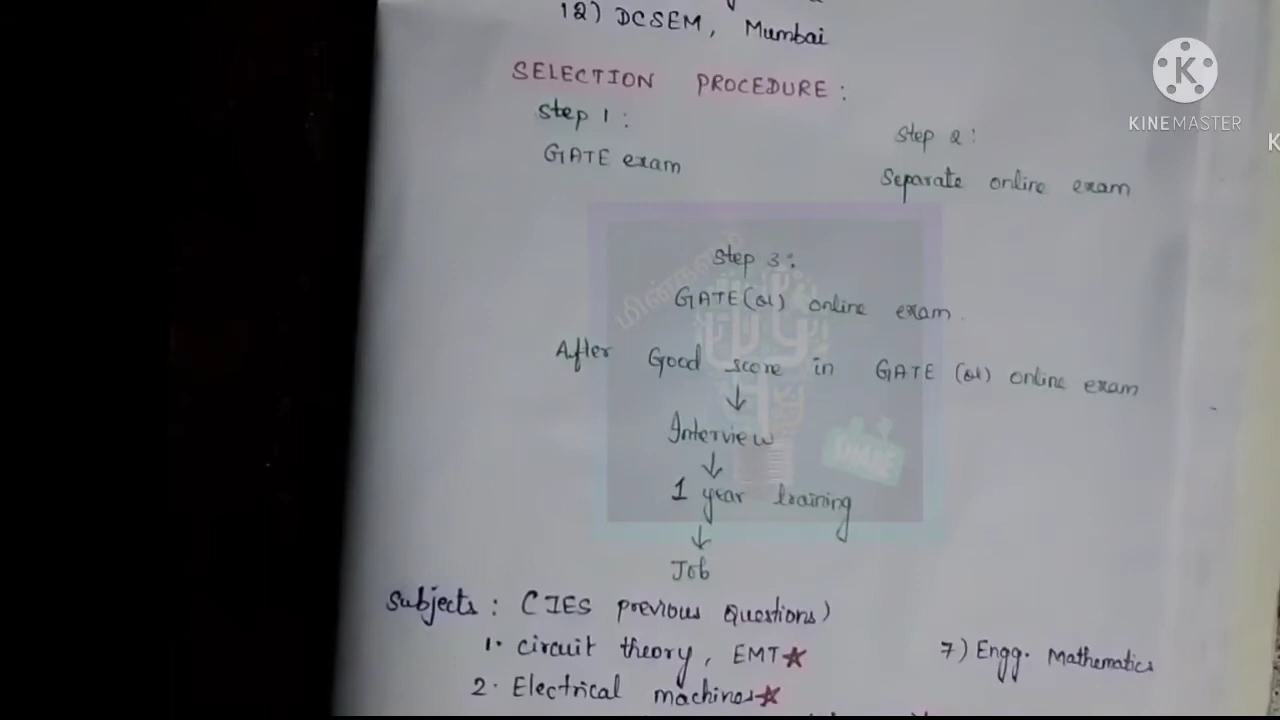 12) DCSEM, Mumbai
SELECTION PROCEDURE:
Step 1:
GATE exam
Step 2:
Separate online exam
Step 3:
GATE (or) online exam
After Good score in GATE (or) online exam
↓
Interview
↓
1 year training
↓
Job
Subjects: (IES previous Questions)
1. circuit theory, EMT★
7) Engg. Mathematics
2. Electrical machines★
KINEMASTER
K
மின்தமிழ்
SHARE